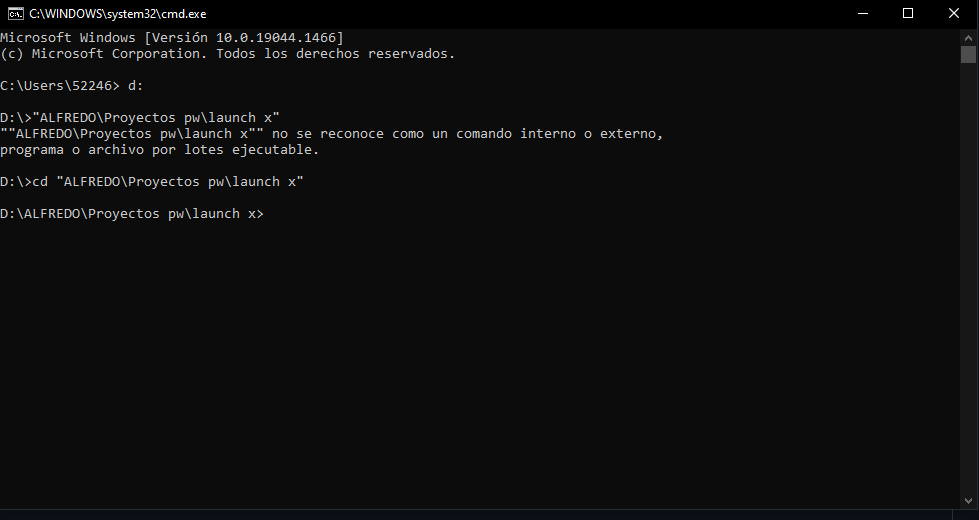 C:\WINDOWS\system32\cmd.exe
Microsoft Windows [Versión 10.0.19044.1466]
(c) Microsoft Corporation. Todos los derechos reservados.
C:\Users\52246> d:
D:\>"ALFREDO\Proyectos pw\launch x"
""ALFREDO\Proyectos pw\launch x"" no se reconoce como un comando interno o externo,
programa o archivo por lotes ejecutable.
D:\>cd "ALFREDO\Proyectos pw\launch x"
D:\ALFREDO\Proyectos pw\launch x>